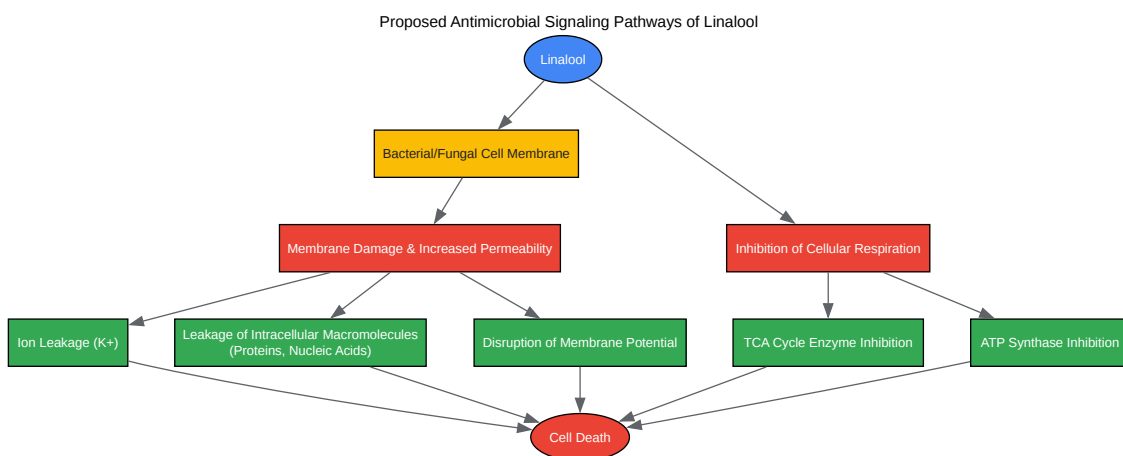 Proposed Antimicrobial Signaling Pathways of Linalool
Linalool
Bacterial/Fungal Cell Membrane
Membrane Damage & Increased Permeability
Inhibition of Cellular Respiration
Ion Leakage (K+)
Leakage of Intracellular Macromolecules
(Proteins, Nucleic Acids)
Disruption of Membrane Potential
TCA Cycle Enzyme Inhibition
ATP Synthase Inhibition
Cell Death